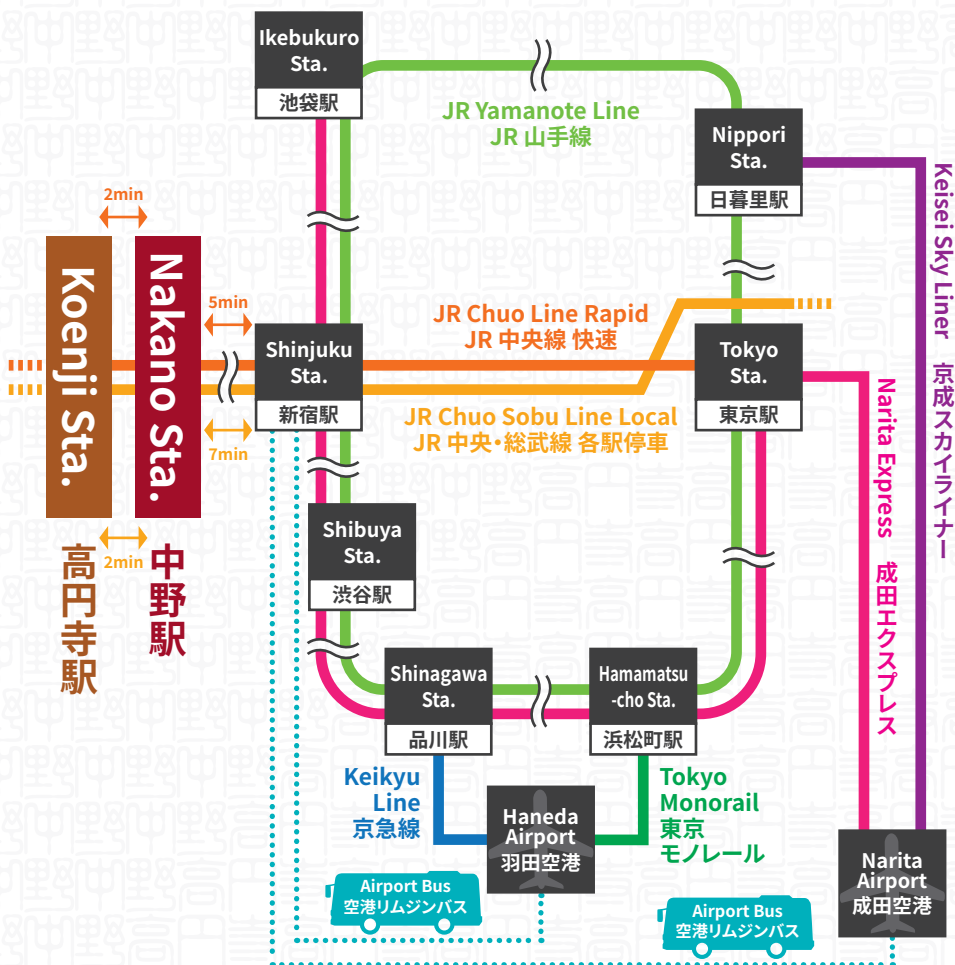 Ikebukuro
Sta.
池袋駅
JR Yamanote Line
JR 山手線
Nippori
Sta.
日暮里駅
Keisei Sky Liner 京成スカイライナー
2min
Koenji Sta.
高円寺駅
Nakano Sta.
中野駅
5min
7min
2min
Shinjuku
Sta.
新宿駅
JR Chuo Line Rapid
JR 中央線 快速
JR Chuo Sobu Line Local
JR 中央・総武線 各駅停車
Tokyo
Sta.
東京駅
Narita Express 成田エクスプレス
Shibuya
Sta.
渋谷駅
Shinagawa
Sta.
品川駅
Hamamatsu
-cho Sta.
浜松町駅
Keikyu
Line
京急線
Haneda
Airport
羽田空港
Tokyo
Monorail
東京
モノレール
Narita
Airport
成田空港
Airport Bus
空港リムジンバス
Airport Bus
空港リムジンバス